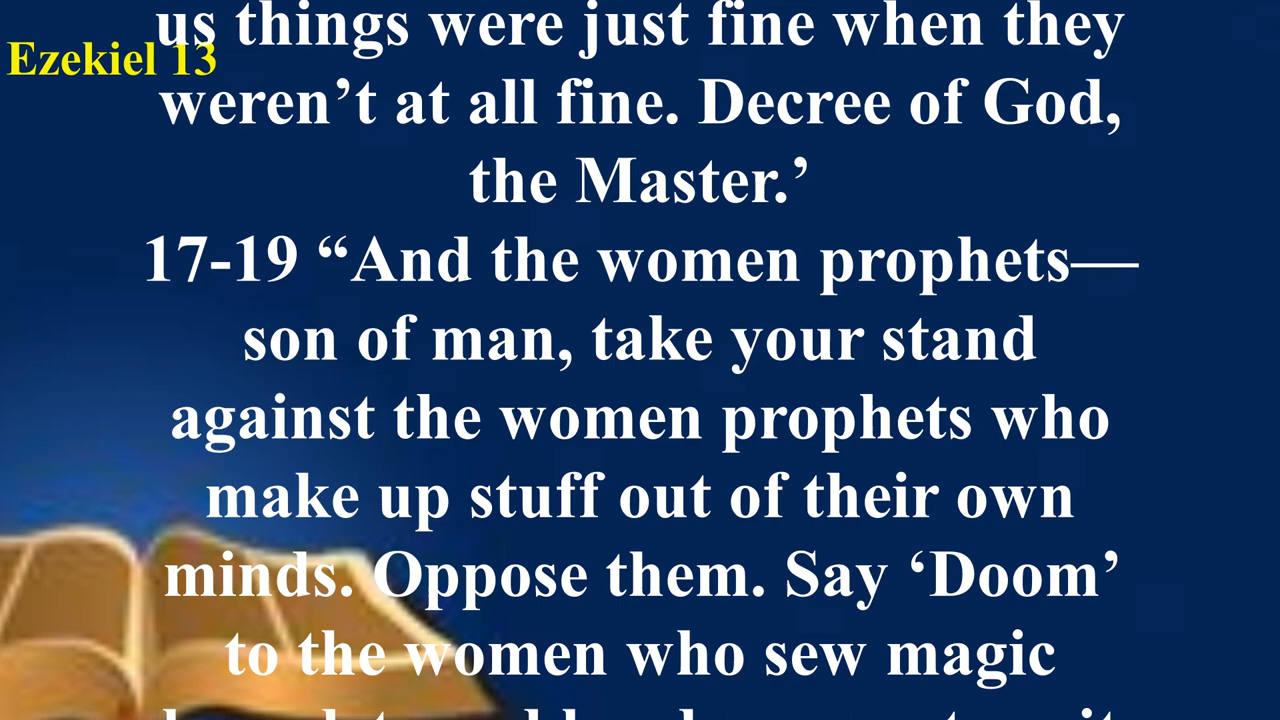 us things were just fine when they
Ezekiel 13
weren’t at all fine. Decree of God,
the Master.’
17-19 “And the women prophets—
son of man, take your stand
against the women prophets who
make up stuff out of their own
minds. Oppose them. Say ‘Doom’
to the women who sew magic